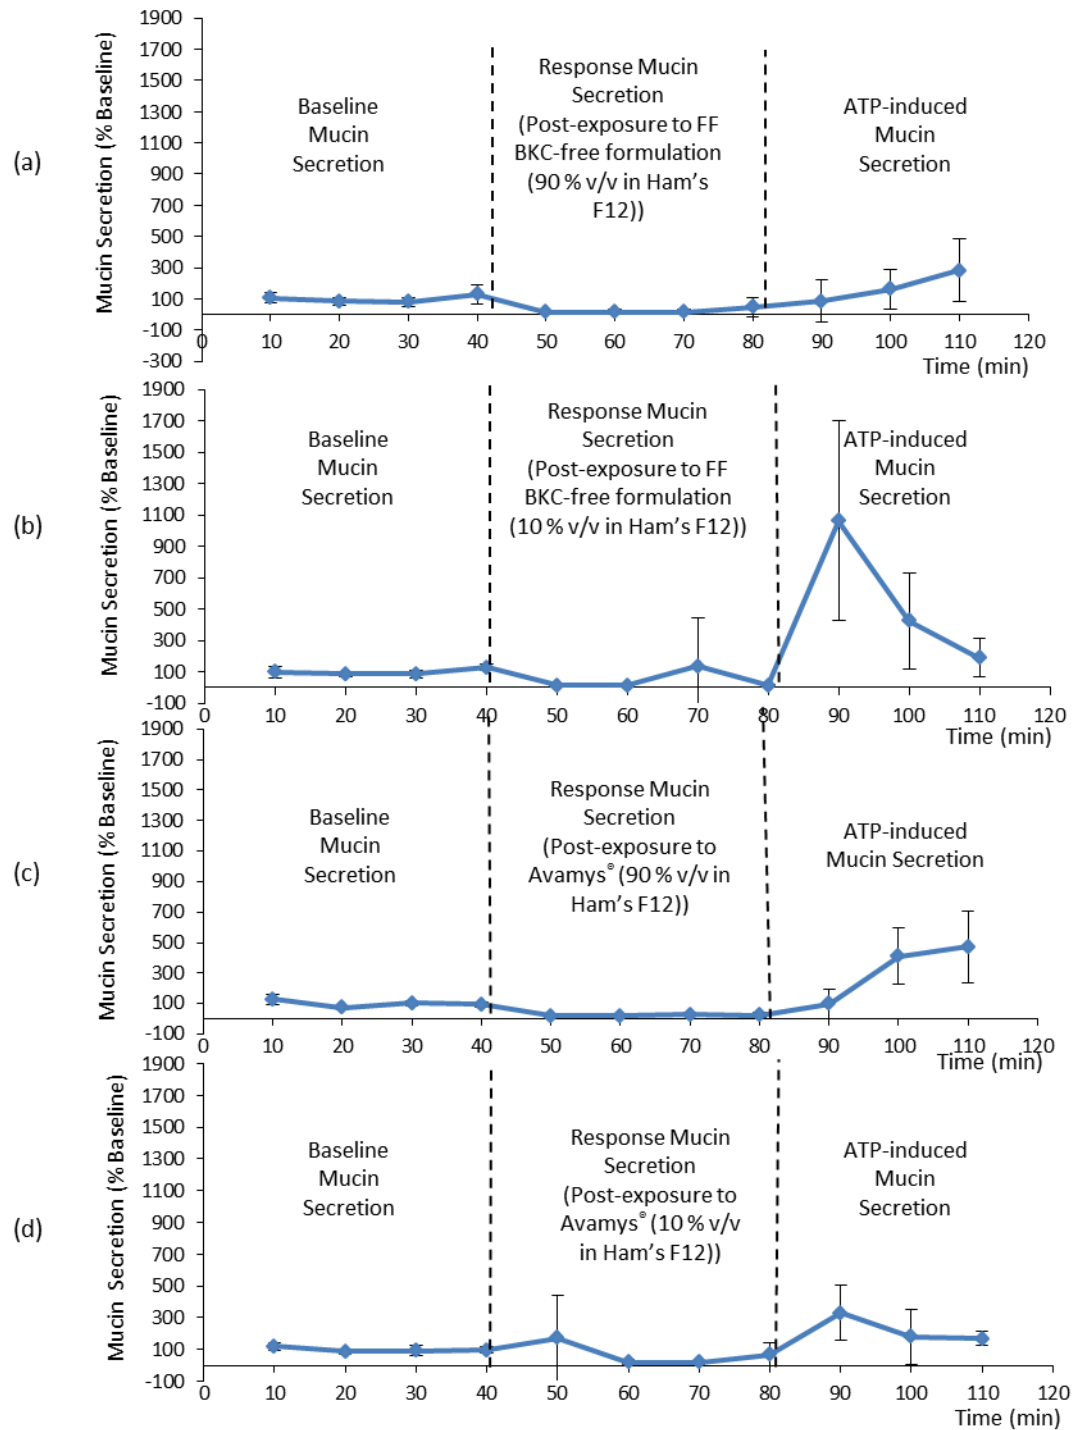 (a)
Mucin Secretion (% Baseline)
1900
1700
1500
1300
1100
900
700
500
300
100
-100
-300
Baseline
Mucin
Secretion
Response Mucin
Secretion
(Post-exposure to FF
BKC-free formulation
(90 % v/v in Ham's
F12))
ATP-induced
Mucin
Secretion
0 10 20 30 40 50 60 70 80 90 100 110 120
Time (min)
(b)
Mucin Secretion (% Baseline)
1900
1700
1500
1300
1100
900
700
500
300
100
-100
Baseline
Mucin
Secretion
Response Mucin
Secretion
(Post-exposure to FF
BKC-free formulation
(10 % v/v in Ham's F12))
ATP-induced
Mucin
Secretion
0 10 20 30 40 50 60 70 80 90 100 110 120
Time (min)
(c)
Mucin Secretion (% Baseline)
1900
1700
1500
1300
1100
900
700
500
300
100
-100
Baseline
Mucin
Secretion
Response Mucin
Secretion
(Post-exposure to
Avamys® (90 % v/v in
Ham's F12))
ATP-induced
Mucin Secretion
0 10 20 30 40 50 60 70 80 90 100 110 120
Time (min)
(d)
Mucin Secretion (% Baseline)
1900
1700
1500
1300
1100
900
700
500
300
100
-100
Baseline
Mucin
Secretion
Response Mucin
Secretion
(Post-exposure to
Avamys® (10 % v/v
in Ham's F12))
ATP-induced
Mucin
Secretion
0 10 20 30 40 50 60 70 80 90 100 110 120
Time (min)